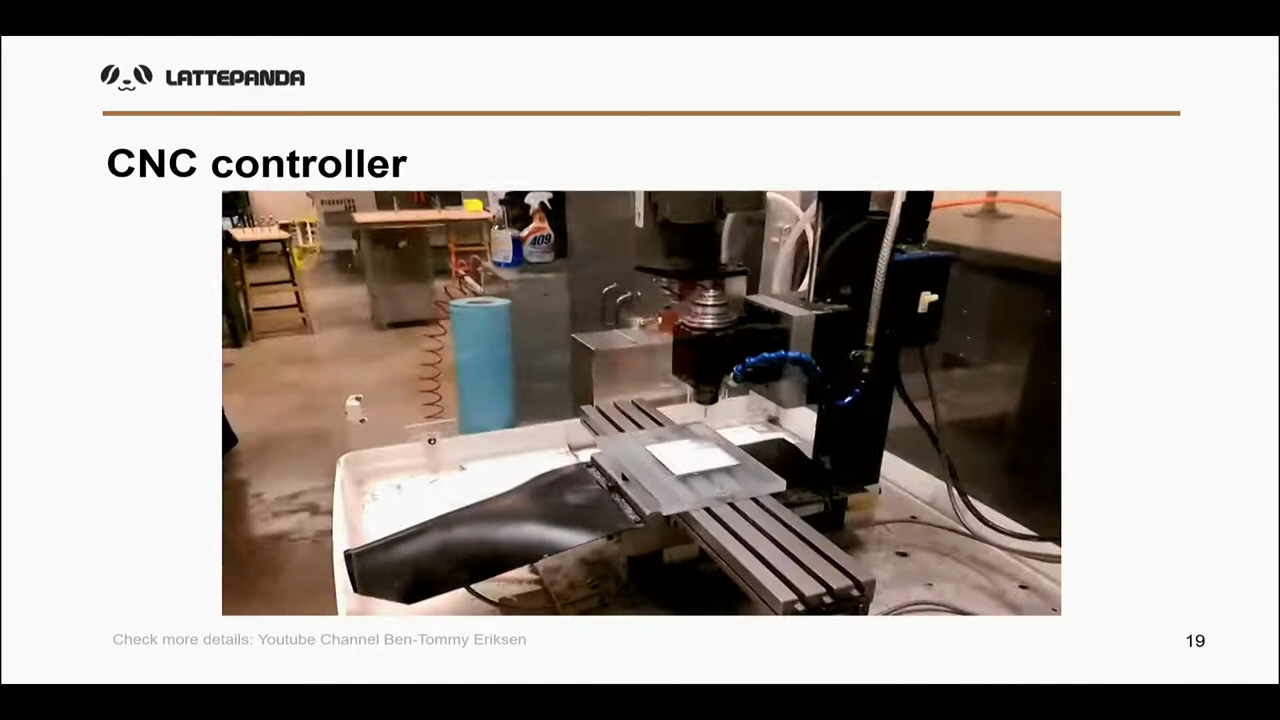 LATTEPANDA
CNC controller
409
Check more details: Youtube Channel Ben-Tommy Eriksen
19